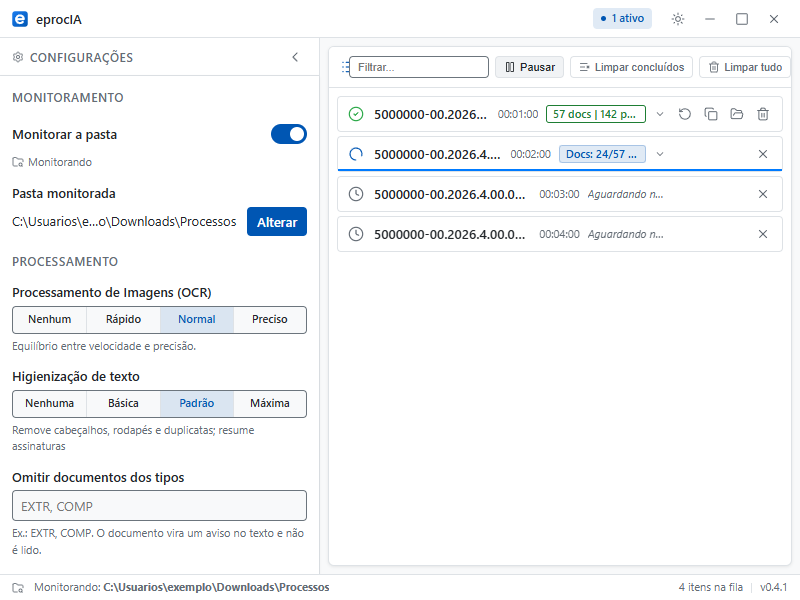 eprocIA
1 ativo
CONFIGURAÇÕES
MONITORAMENTO
Monitorar a pasta
Monitorando
Pasta monitorada
C:\Usuarios\e...o\Downloads\Processos
Alterar
PROCESSAMENTO
Processamento de Imagens (OCR)
Nenhum Rápido Normal Preciso
Equilíbrio entre velocidade e precisão.
Higienização de texto
Nenhuma Básica Padrão Máxima
Remove cabeçalhos, rodapés e duplicatas; resume
assinaturas
Omitir documentos dos tipos
EXTR, COMP
Ex.: EXTR, COMP. O documento vira um aviso no texto e não
é lido.
Filtrar... Pausar Limpar concluídos Limpar tudo
5000000-00.2026... 00:01:00 57 docs | 142 p...
5000000-00.2026.4.... 00:02:00 Docs: 24/57 ...
5000000-00.2026.4.00.0... 00:03:00 Aguardando n...
5000000-00.2026.4.00.0... 00:04:00 Aguardando n...
Monitorando: C:\Usuarios\exemplo\Downloads\Processos
4 itens na fila v0.4.1